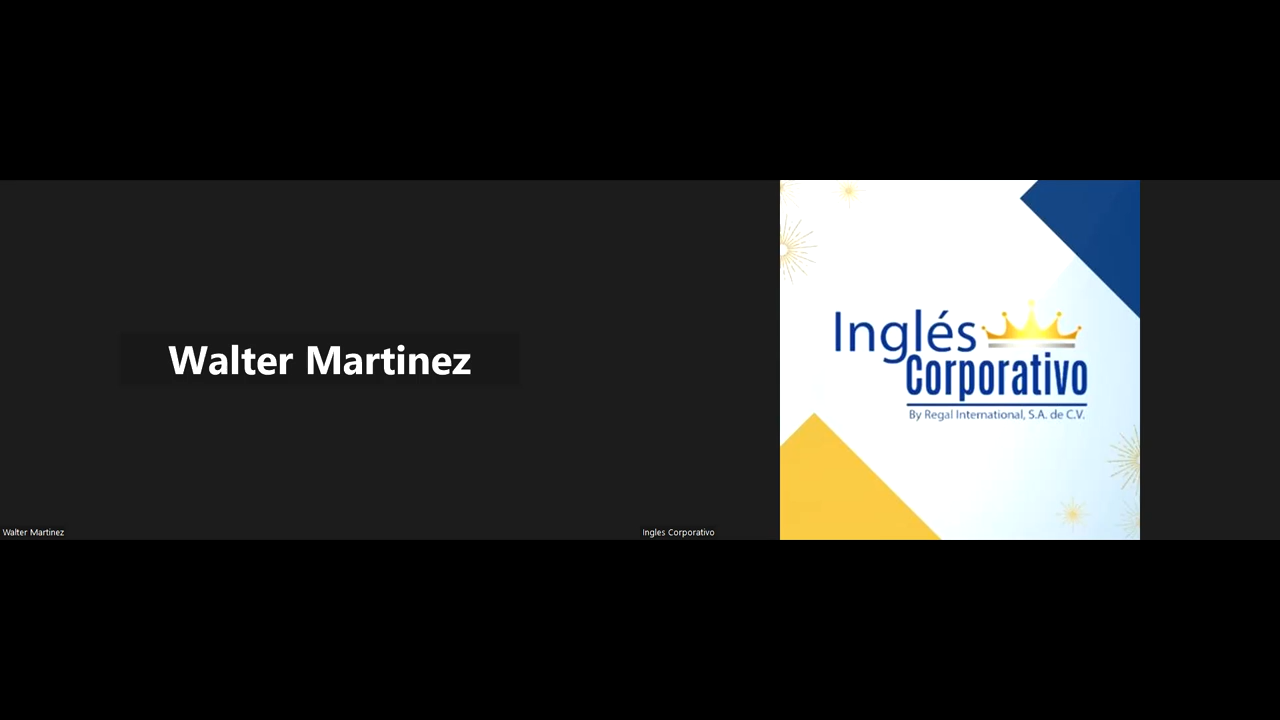 Walter Martinez
Walter Martinez
Inglés
Corporativo
By Regal International, S.A. de C.V.
Ingles Corporativo